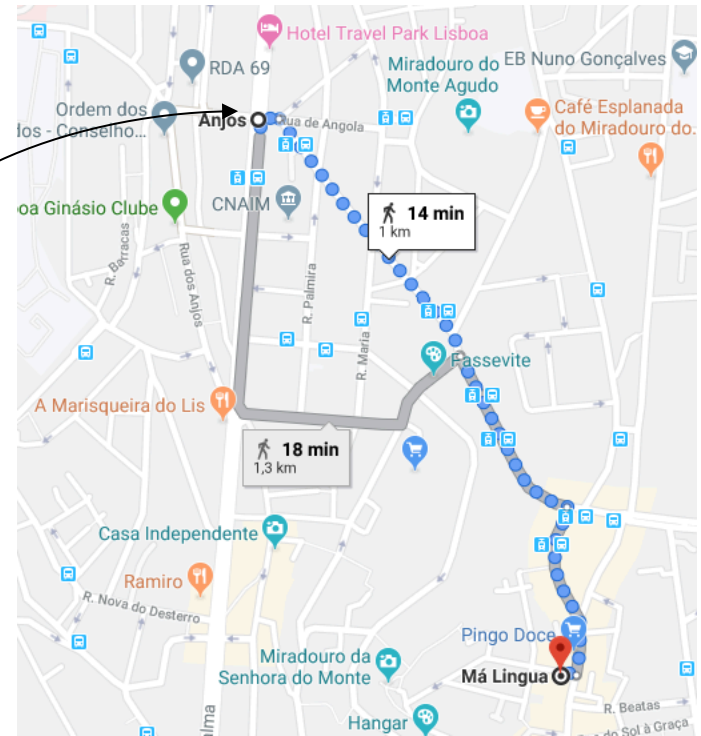 Hotel Travel Park Lisboa
RDA 69
Miradouro do
Monte Agudo
EB Nuno Gonçalves
Ordem dos
dos - Conselho...
Anjos
Rua de Angola
Café Esplanada
do Miradouro do...
oa Ginásio Clube
CNAIM
14 min
1 km
R. Barracas
Rua dos Anjos
R. Palmira
R. Maria
Fassevite
A Marisqueira do Lis
18 min
1,3 km
Casa Independente
Ramiro
R. Nova do Desterro
Pingo Doce
Miradouro da
Senhora do Monte
Má Lingua
R. Beatas
lma
Hangar
do Sol à Graça